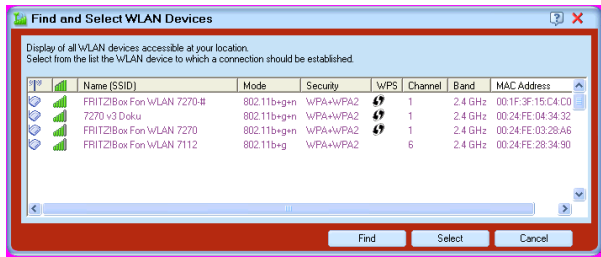 Find and Select WLAN Devices
Display of all WLAN devices accessible at your location.
Select from the list the WLAN device to which a connection should be established.
Name (SSID) Mode Security WPS Channel Band MAC Address
FRITZ!Box Fon WLAN 7270-# 802.11b+g+n WPA+WPA2 1 2.4 GHz 00:1F:3F:15:C4:C0
7270 v3 Doku 802.11b+g+n WPA+WPA2 1 2.4 GHz 00:24:FE:04:34:32
FRITZ!Box Fon WLAN 7270 802.11b+g+n WPA+WPA2 1 2.4 GHz 00:24:FE:03:28:A6
FRITZ!Box Fon WLAN 7112 802.11b+g WPA+WPA2 6 2.4 GHz 00:24:FE:28:34:90
Find Select Cancel